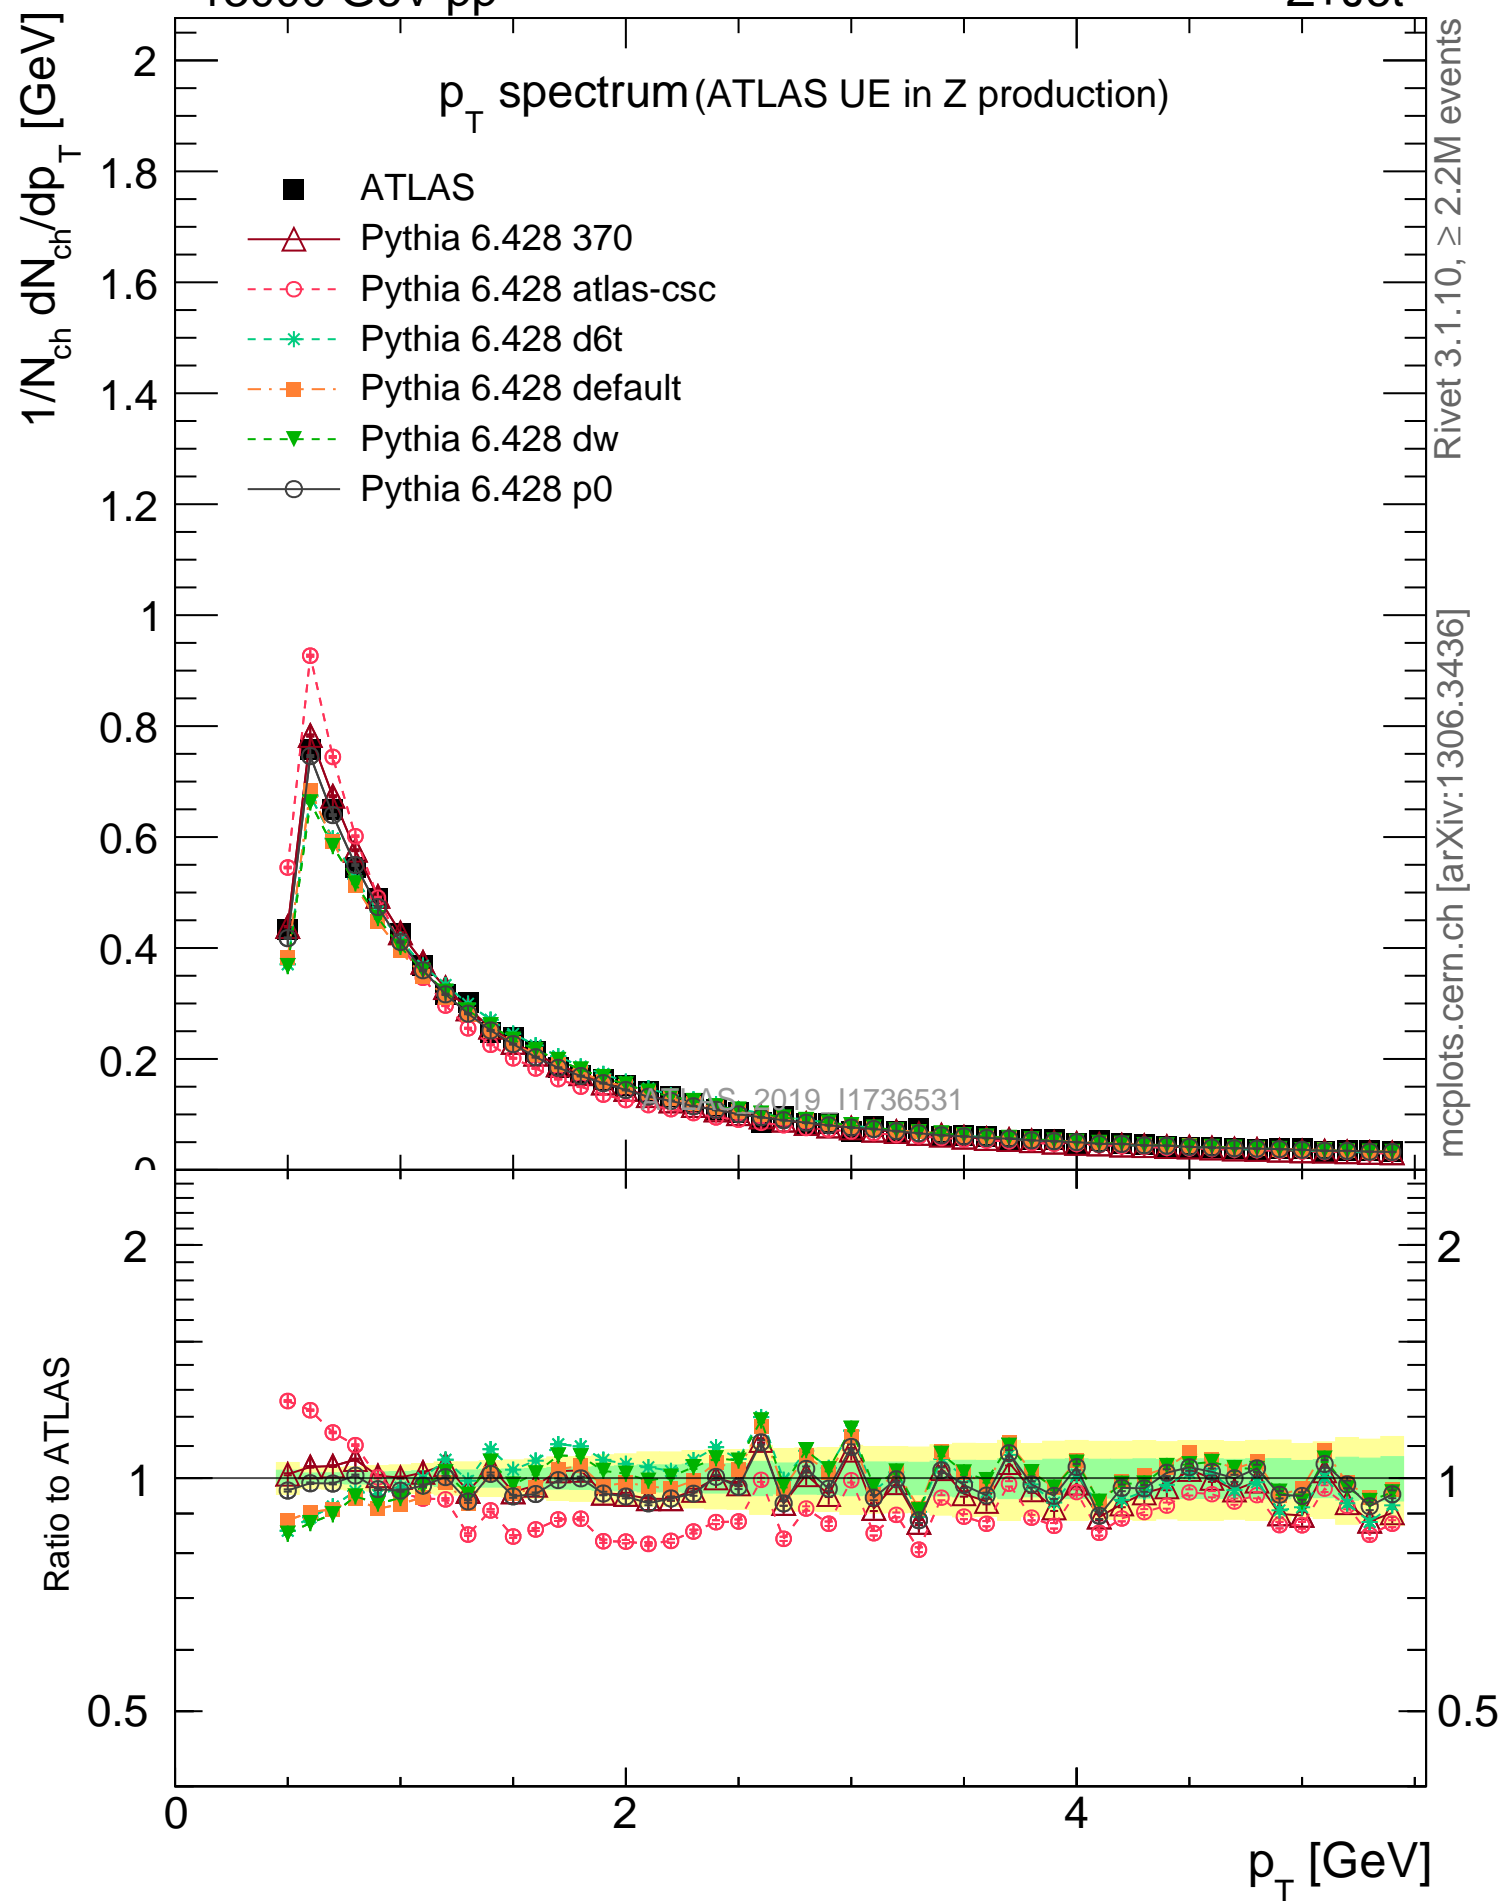 13000 GeV pp
Z+Jet
p_T spectrum (ATLAS UE in Z production)
1/N_ch dN_ch/dp_T [GeV]
ATLAS
Pythia 6.428 370
Pythia 6.428 atlas-csc
Pythia 6.428 d6t
Pythia 6.428 default
Pythia 6.428 dw
Pythia 6.428 p0
2
1.8
1.6
1.4
1.2
1
0.8
0.6
0.4
0.2
0
ATLAS_2019_I1736531
Rivet 3.1.10, ≥ 2.2M events
mcplots.cern.ch [arXiv:1306.3436]
Ratio to ATLAS
2
1
0.5
2
1
0.5
0
2
4
p_T [GeV]